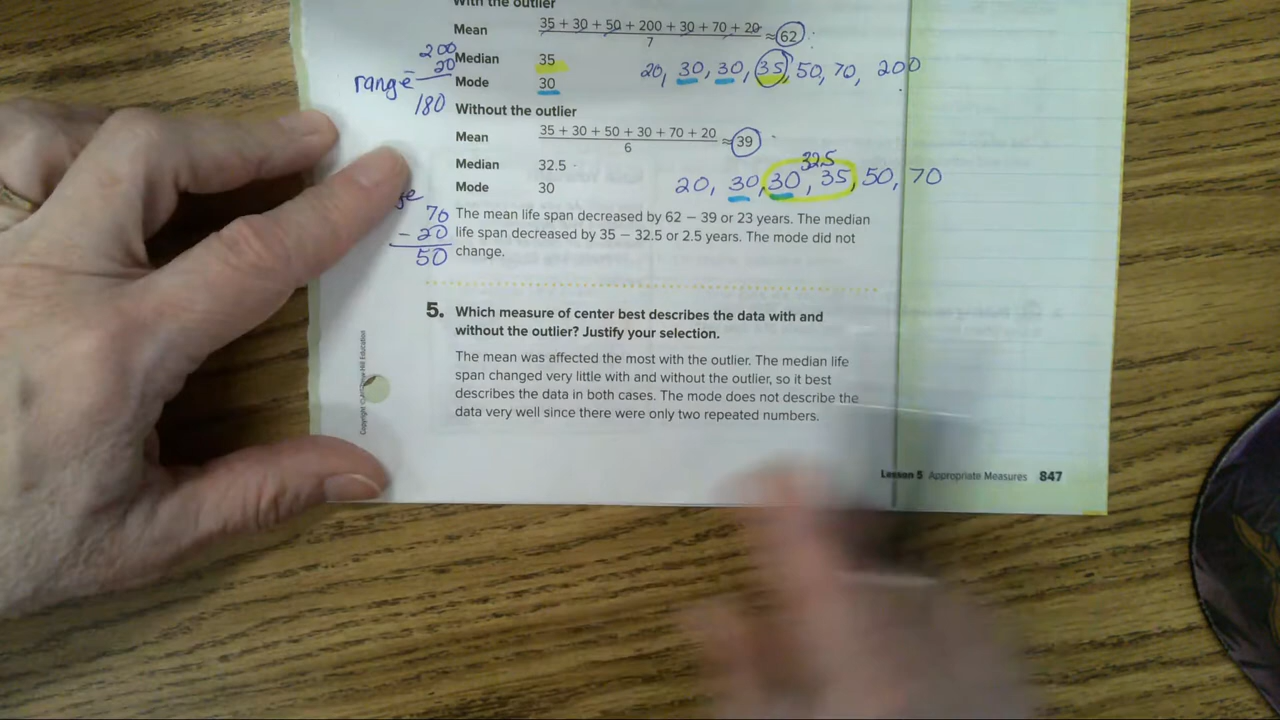 With the outlier
Mean 35 + 30 + 50 + 200 + 30 + 70 + 20 ≈ 62
7
200
20
Median 35
20, 30, 30, 35, 50, 70, 200
range
Mode 30
180
Without the outlier
Mean 35 + 30 + 50 + 30 + 70 + 20 ≈ 39
6
32.5
Median 32.5
20, 30, 30, 35, 50, 70
Mode 30
ge
70
- 20
50
The mean life span decreased by 62 – 39 or 23 years. The median
life span decreased by 35 – 32.5 or 2.5 years. The mode did not
change.
5. Which measure of center best describes the data with and
without the outlier? Justify your selection.
The mean was affected the most with the outlier. The median life
span changed very little with and without the outlier, so it best
describes the data in both cases. The mode does not describe the
data very well since there were only two repeated numbers.
Lesson 5 Appropriate Measures 847